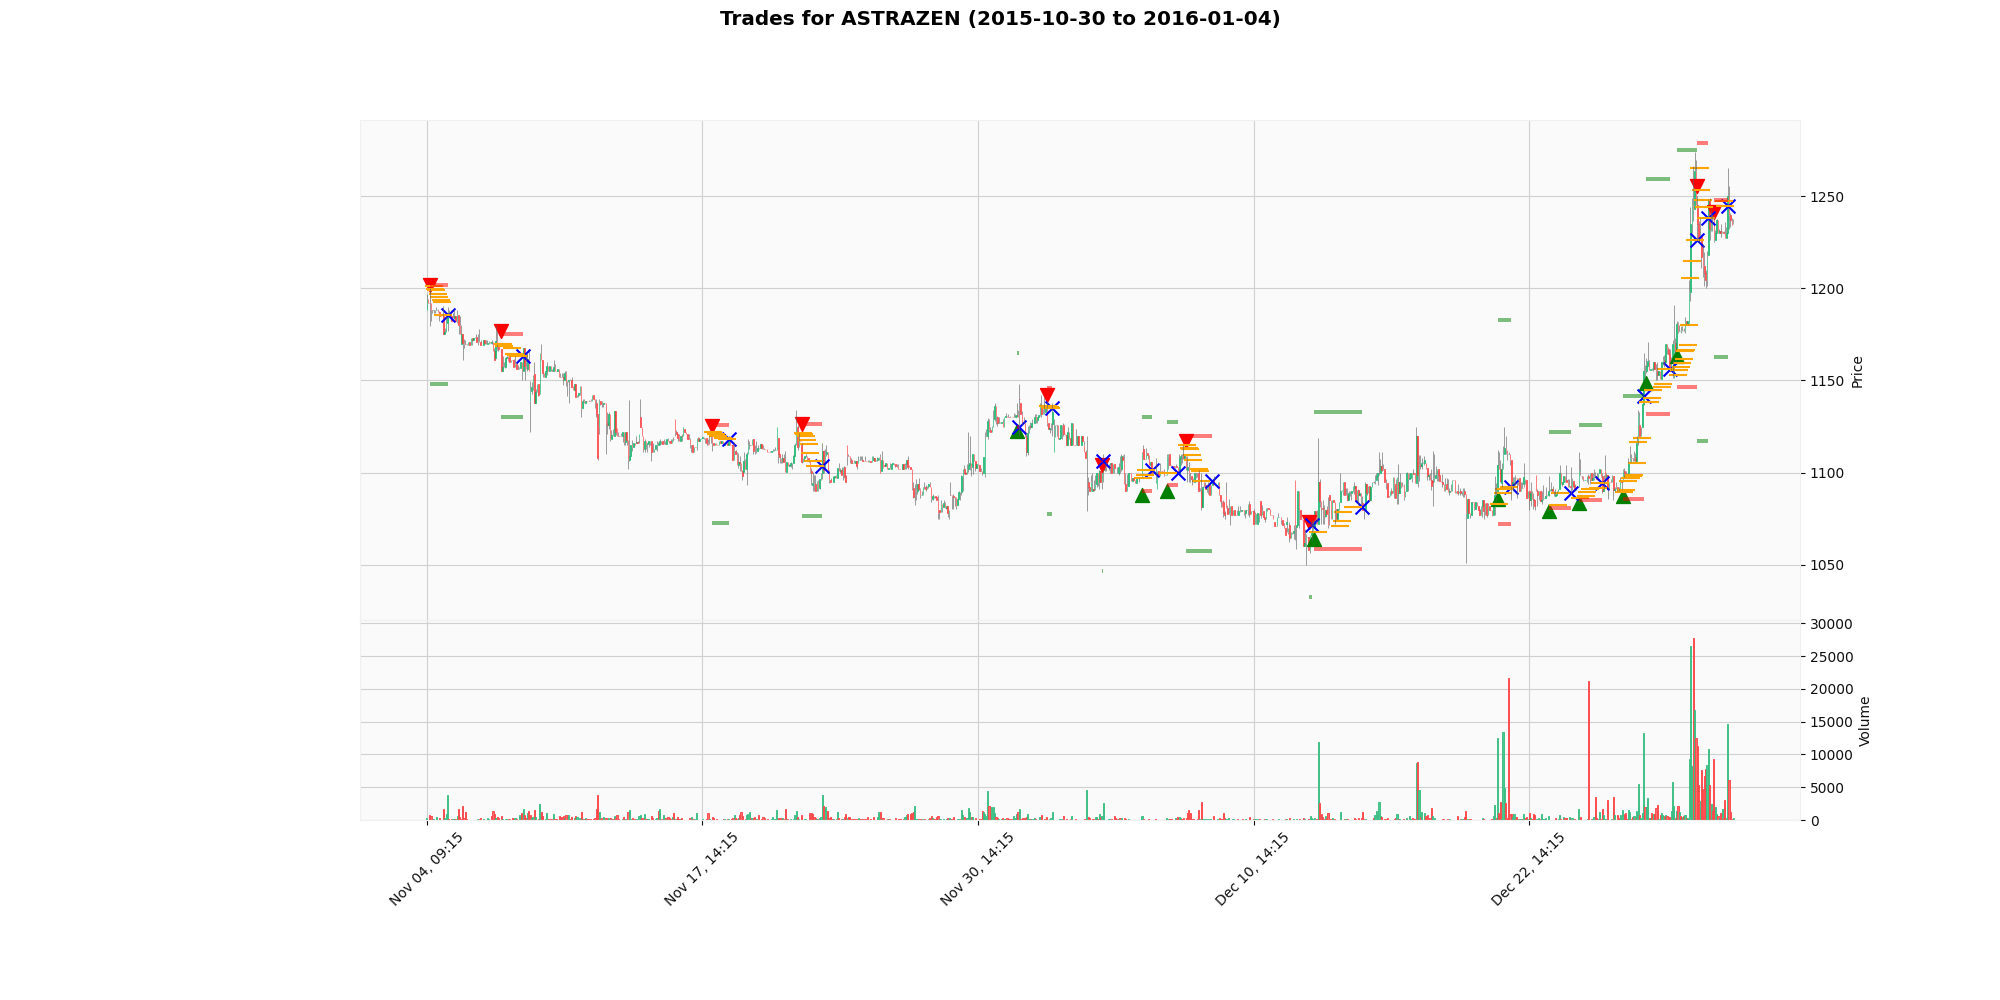 Trades for ASTRAZEN (2015-10-30 to 2016-01-04)
1250
1200
1150
1100
1050
Price
30000
25000
20000
15000
10000
5000
0
Volume
Nov 04, 09:15
Nov 17, 14:15
Nov 30, 14:15
Dec 10, 14:15
Dec 22, 14:15